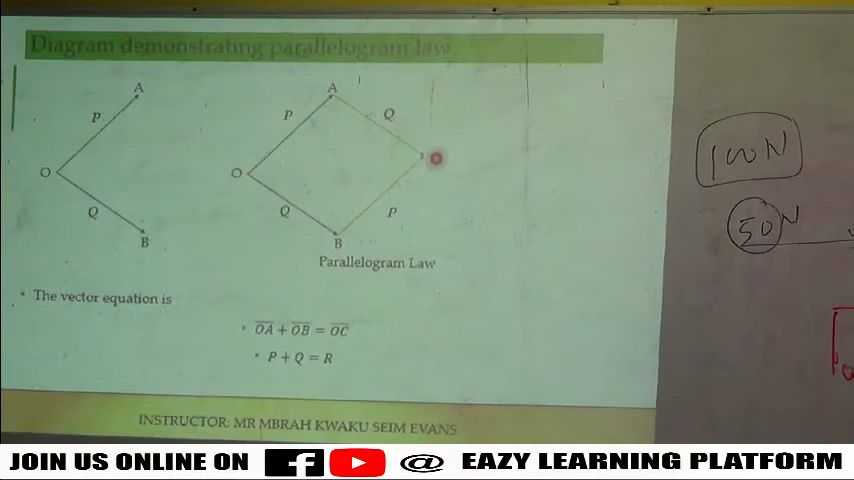 Diagram demonstrating parallelogram law
A
P
O
Q
B
A
P
Q
O
Q
P
B
Parallelogram Law
• The vector equation is
• OA + OB = OC
• P + Q = R
INSTRUCTOR: MR MBRAH KWAKU SEIM EVANS
100N
50N
JOIN US ONLINE ON f @ EAZY LEARNING PLATFORM